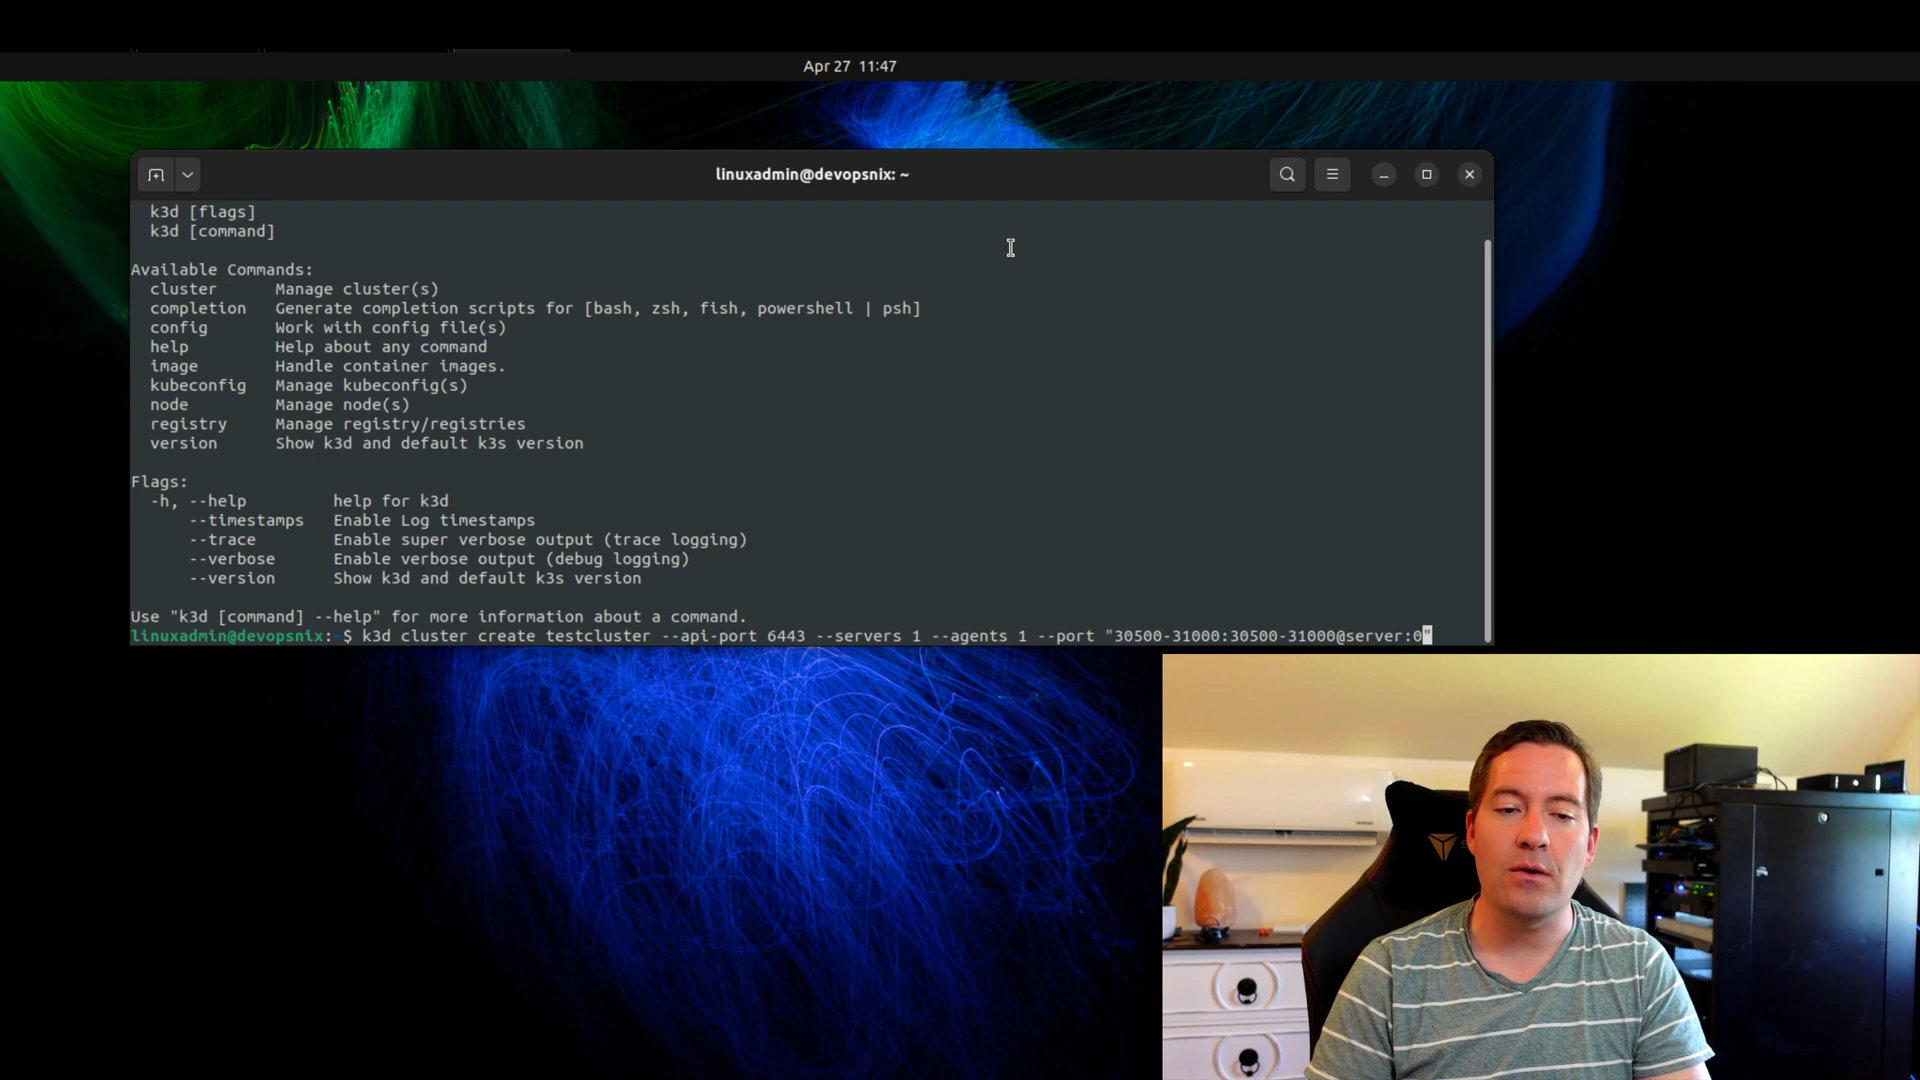 Apr 27 11:47
linuxadmin@devopsnix: ~
k3d [flags]
k3d [command]
Available Commands:
cluster Manage cluster(s)
completion Generate completion scripts for [bash, zsh, fish, powershell | psh]
config Work with config file(s)
help Help about any command
image Handle container images.
kubeconfig Manage kubeconfig(s)
node Manage node(s)
registry Manage registry/registries
version Show k3d and default k3s version
Flags:
-h, --help help for k3d
--timestamps Enable Log timestamps
--trace Enable super verbose output (trace logging)
--verbose Enable verbose output (debug logging)
--version Show k3d and default k3s version
Use "k3d [command] --help" for more information about a command.
linuxadmin@devopsnix:~$ k3d cluster create testcluster --api-port 6443 --servers 1 --agents 1 --port "30500-31000:30500-31000@server:0"